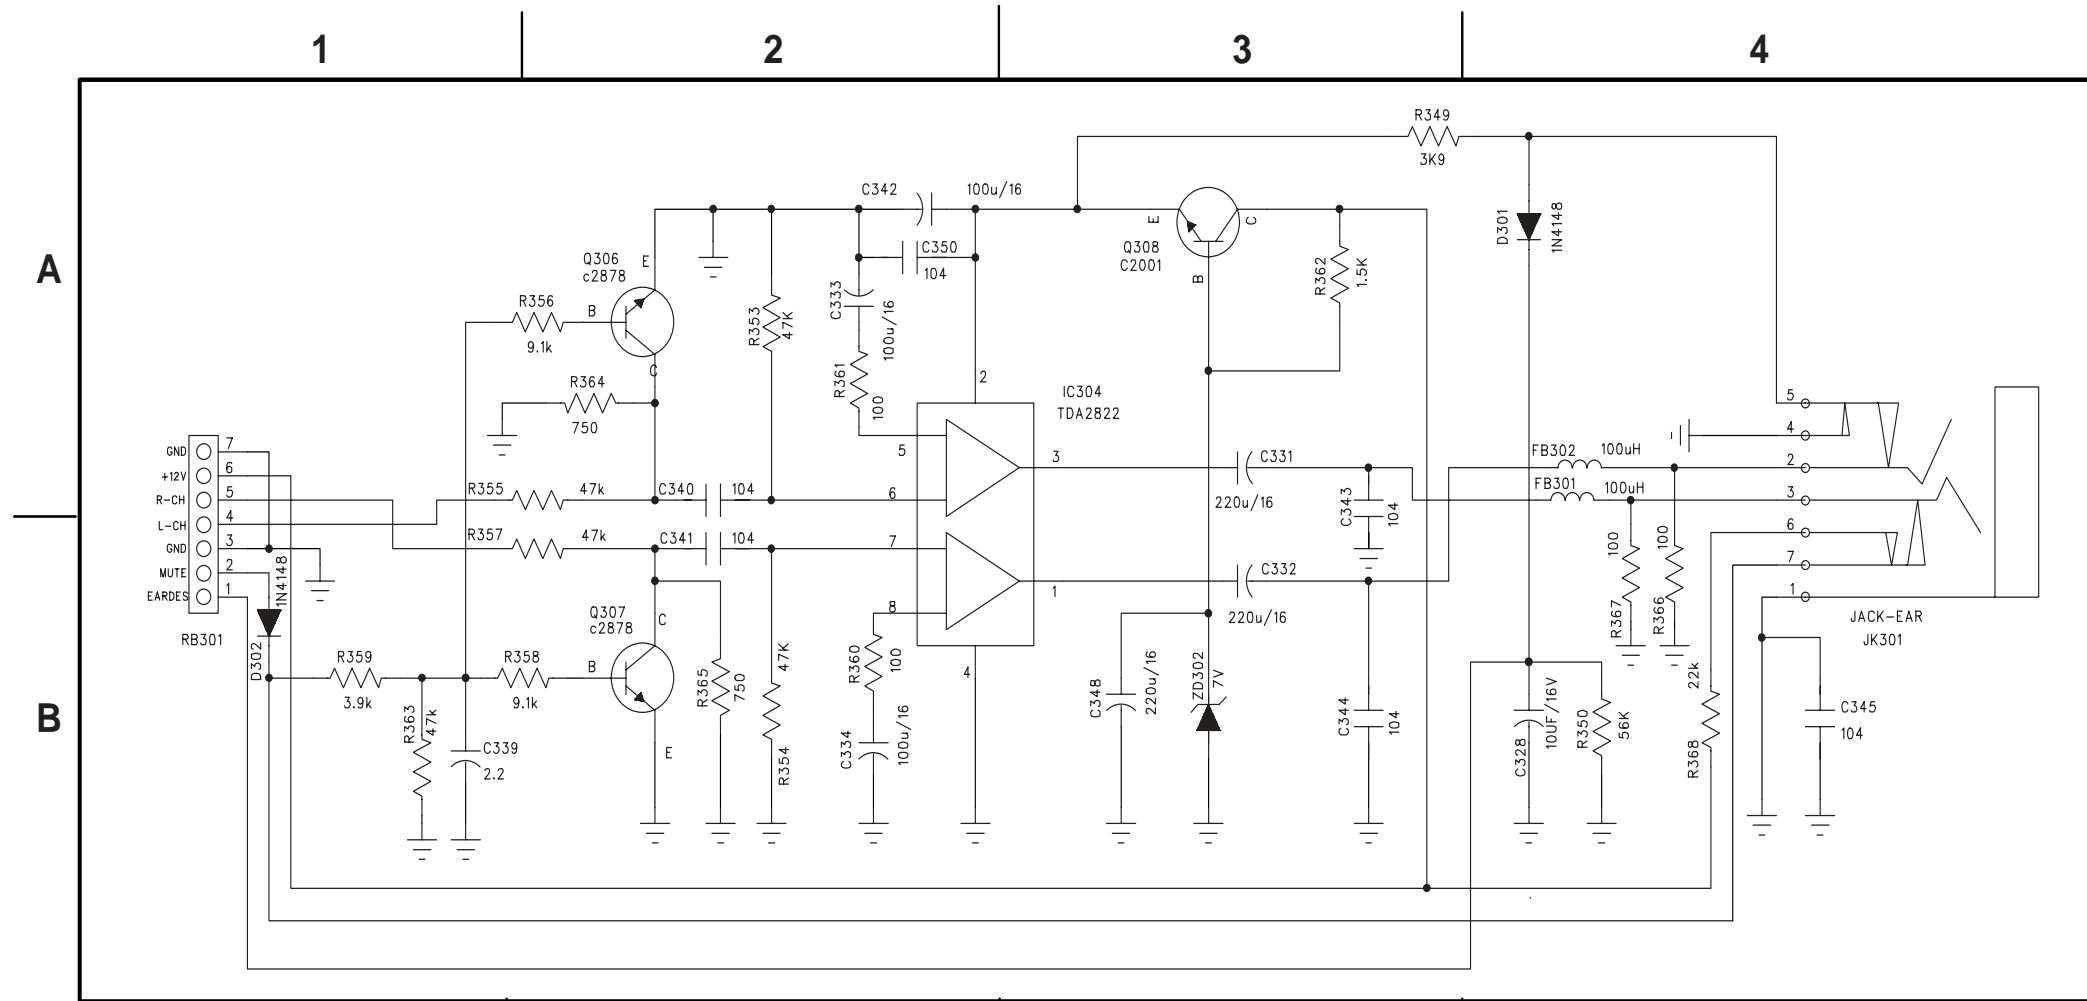 1
2
3
4
A
B
R349
3K9
C342
100u/16
E
C
Q308
C2001
B
D301
1N4148
Q306
c2878
E
B
C
C350
104
R356
9.1k
R353
47K
C333
100u/16
R361
100
R362
1.5K
R364
750
2
IC304
TDA2822
5
6
3
C331
220u/16
FB302
100uH
FB301
100uH
5
4
2
3
6
7
1
GND
7
+12V
6
R-CH
5
L-CH
4
GND
3
MUTE
2
EARDES
1
RB301
1N4148
D302
R355
47k
C340
104
R357
47k
C341
104
7
8
1
C332
220u/16
C343
104
100
R367
100
R366
JACK-EAR
JK301
Q307
c2878
C
B
E
R359
3.9k
R358
9.1k
R363
47k
C339
2.2
R365
750
47K
R354
R360
100
C334
100u/16
4
C348
220u/16
ZD302
7V
C344
104
C328
10UF/16V
R350
56K
22k
R368
C345
104